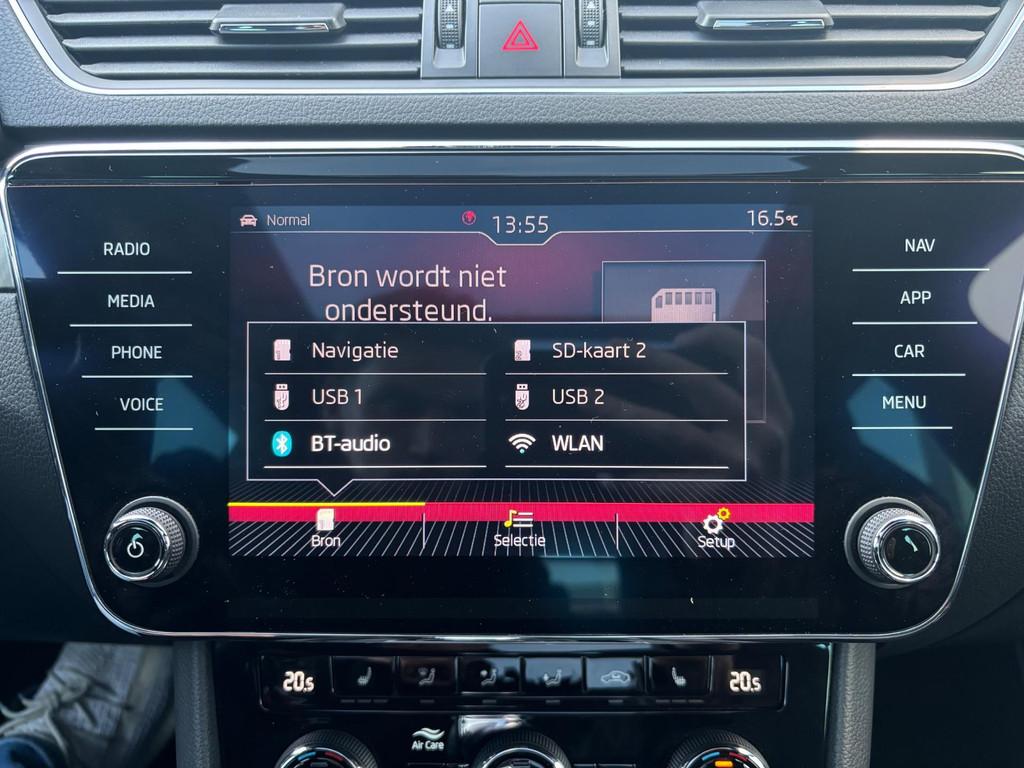 Normal
13:55
16.5°C
RADIO
MEDIA
PHONE
VOICE
Bron wordt niet
ondersteund.
Navigatie
SD-kaart 2
USB 1
USB 2
BT-audio
WLAN
Bron
Selectie
Setup
NAV
APP
CAR
MENU
20.5
20.5
Air Care